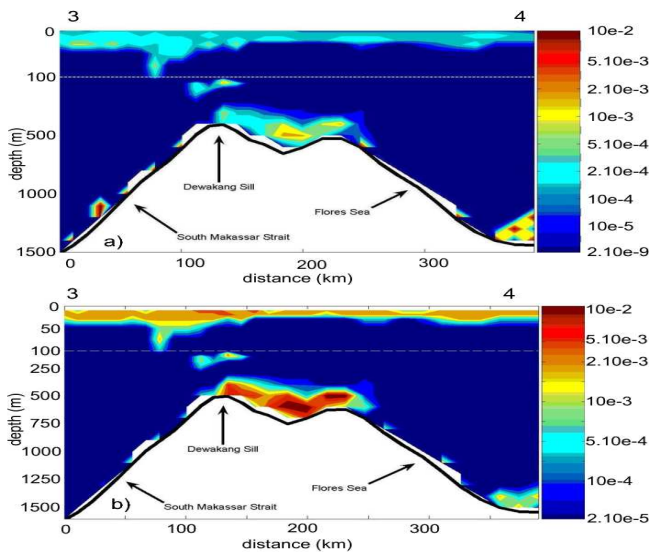 3 4
0
100
500
1000
1500
depth (m)
Dewakang Sill
South Makassar Strait
Flores Sea
a)
0 100 200 300
distance (km)
10e-2
5.10e-3
2.10e-3
10e-3
5.10e-4
2.10e-4
10e-4
10e-5
2.10e-9
3 4
0
50
100
250
500
750
1000
1250
1500
depth (m)
Dewakang Sill
South Makassar Strait
Flores Sea
b)
0 100 200 300
distance (km)
10e-2
5.10e-3
2.10e-3
10e-3
5.10e-4
10e-4
2.10e-5